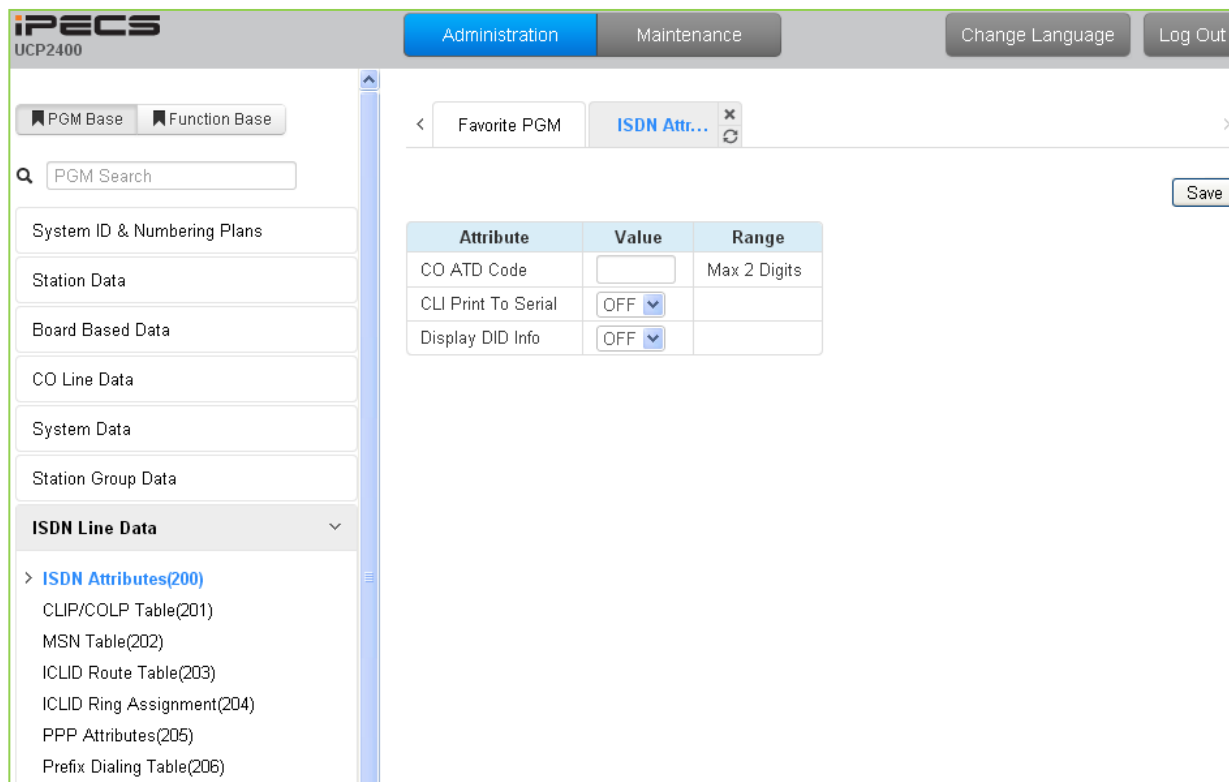 iPECS
UCP2400
Administration
Maintenance
Change Language
Log Out
PGM Base
Function Base
PGM Search
System ID & Numbering Plans
Station Data
Board Based Data
CO Line Data
System Data
Station Group Data
ISDN Line Data
ISDN Attributes(200)
CLIP/COLP Table(201)
MSN Table(202)
ICLID Route Table(203)
ICLID Ring Assignment(204)
PPP Attributes(205)
Prefix Dialing Table(206)
Favorite PGM
ISDN Attr...
Save
Attribute Value Range
CO ATD Code Max 2 Digits
CLI Print To Serial OFF
Display DID Info OFF